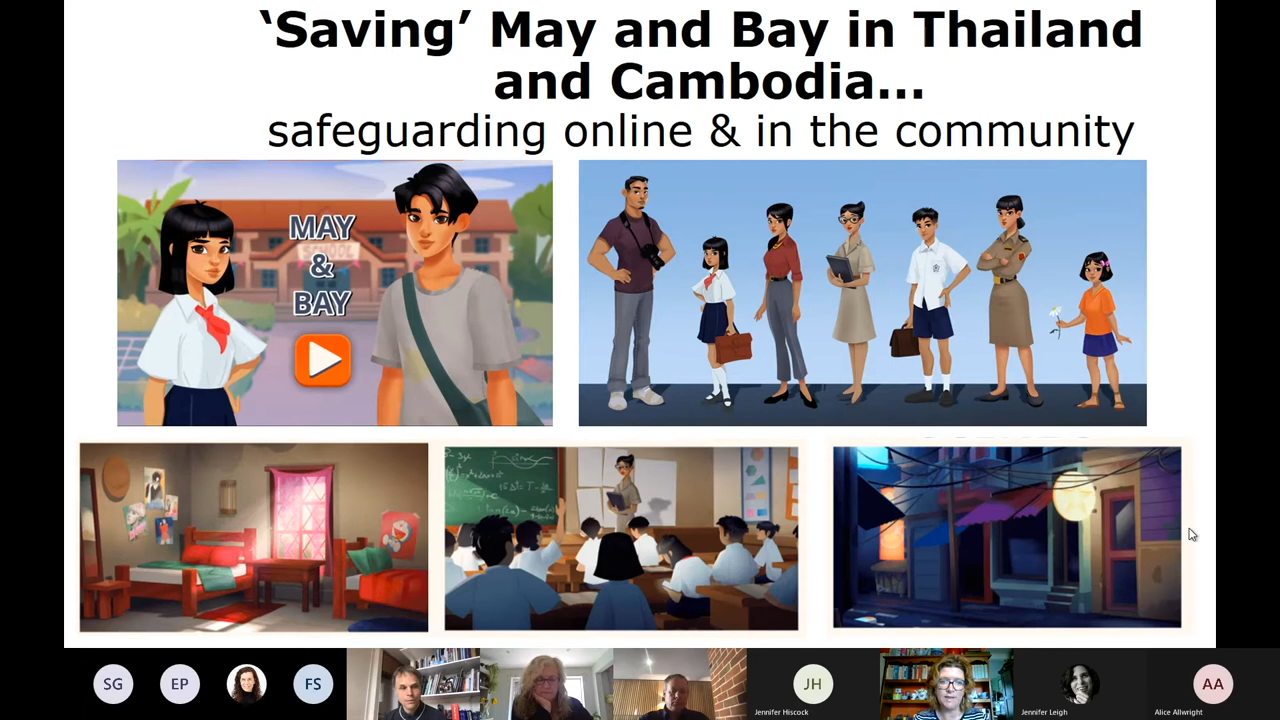 ‘Saving’ May and Bay in Thailand
and Cambodia...
safeguarding online & in the community
MAY
&
BAY
SCHOOL
SG
EP
FS
JH
Jennifer Hiscock
Jennifer Leigh
AA
Alice Allwright